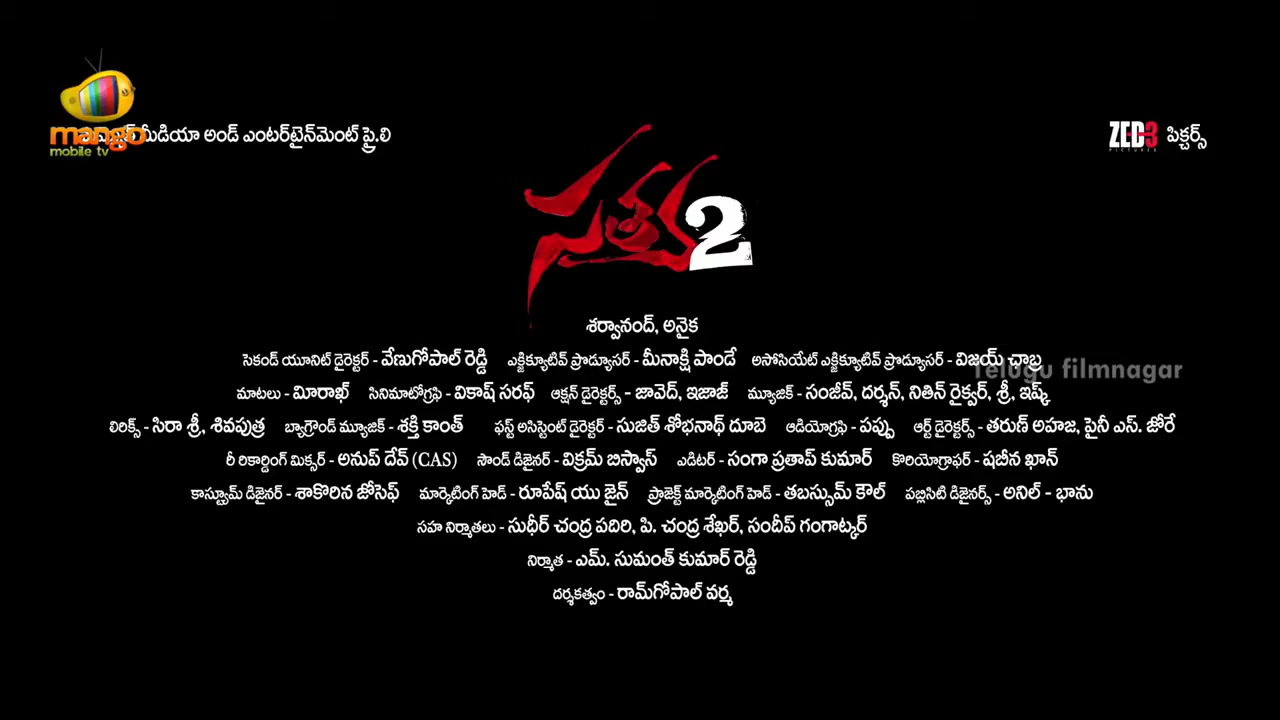 mango
mobile tv
మీడియా అండ్ ఎంటర్‌టైన్‌మెంట్ ప్రై.లి
ZED3 పిక్చర్స్
PICTURES
సత్య 2
శర్వానంద్, అనైక
సెకండ్ యూనిట్ డైరెక్టర్ - వేణుగోపాల్ రెడ్డి ఎక్జిక్యూటివ్ ప్రొడ్యూసర్ - మీనాక్షి పాండే అసోసియేట్ ఎక్జిక్యూటివ్ ప్రొడ్యూసర్ - విజయ్ ఛాబ్ర
Telugu filmnagar
మాటలు - మిరాఖ్ సినిమాటోగ్రఫి - వికాష్ సరఫ్ ఆక్షన్ డైరెక్టర్స్ - జావెద్, ఇజాజ్ మ్యూజిక్ - సంజీవ్, దర్శన్, నితిన్ రైక్వర్, శ్రీ, ఇష్క్
లిరిక్స్ - సిరా శ్రీ, శివపుత్ర బ్యాగ్రౌండ్ మ్యూజిక్ - శక్తి కాంత్ ఫస్ట్ అసిస్టెంట్ డైరెక్టర్ - సుజిత్ శోభనాథ్ దూబె ఆడియోగ్రఫి - పప్పు ఆర్ట్ డైరెక్టర్స్ - తరుణ్ అహజ, పైనీ ఎస్. జోరే
రీ రికార్డింగ్ మిక్సర్ - అనుప్ దేవ్ (CAS) సౌండ్ డిజైనర్ - విక్రమ్ బిస్వాస్ ఎడిటర్ - సంగా ప్రతాప్ కుమార్ కొరియోగ్రాఫర్ - షబీన ఖాన్
కాస్ట్యూమ్ డిజైనర్ - శాకొరిన జోసెఫ్ మార్కెటింగ్ హెడ్ - రూపేష్ యు జైన్ ప్రాజెక్ట్ మార్కెటింగ్ హెడ్ - తబస్సుమ్ కౌల్ పబ్లిసిటి డిజైనర్స్ - అనిల్ - భాను
సహ నిర్మాతలు - సుధీర్ చంద్ర పదిరి, పి. చంద్ర శేఖర్, సందీప్ గంగాట్కర్
నిర్మాత - ఎమ్. సుమంత్ కుమార్ రెడ్డి
దర్శకత్వం - రామ్‌గోపాల్ వర్మ